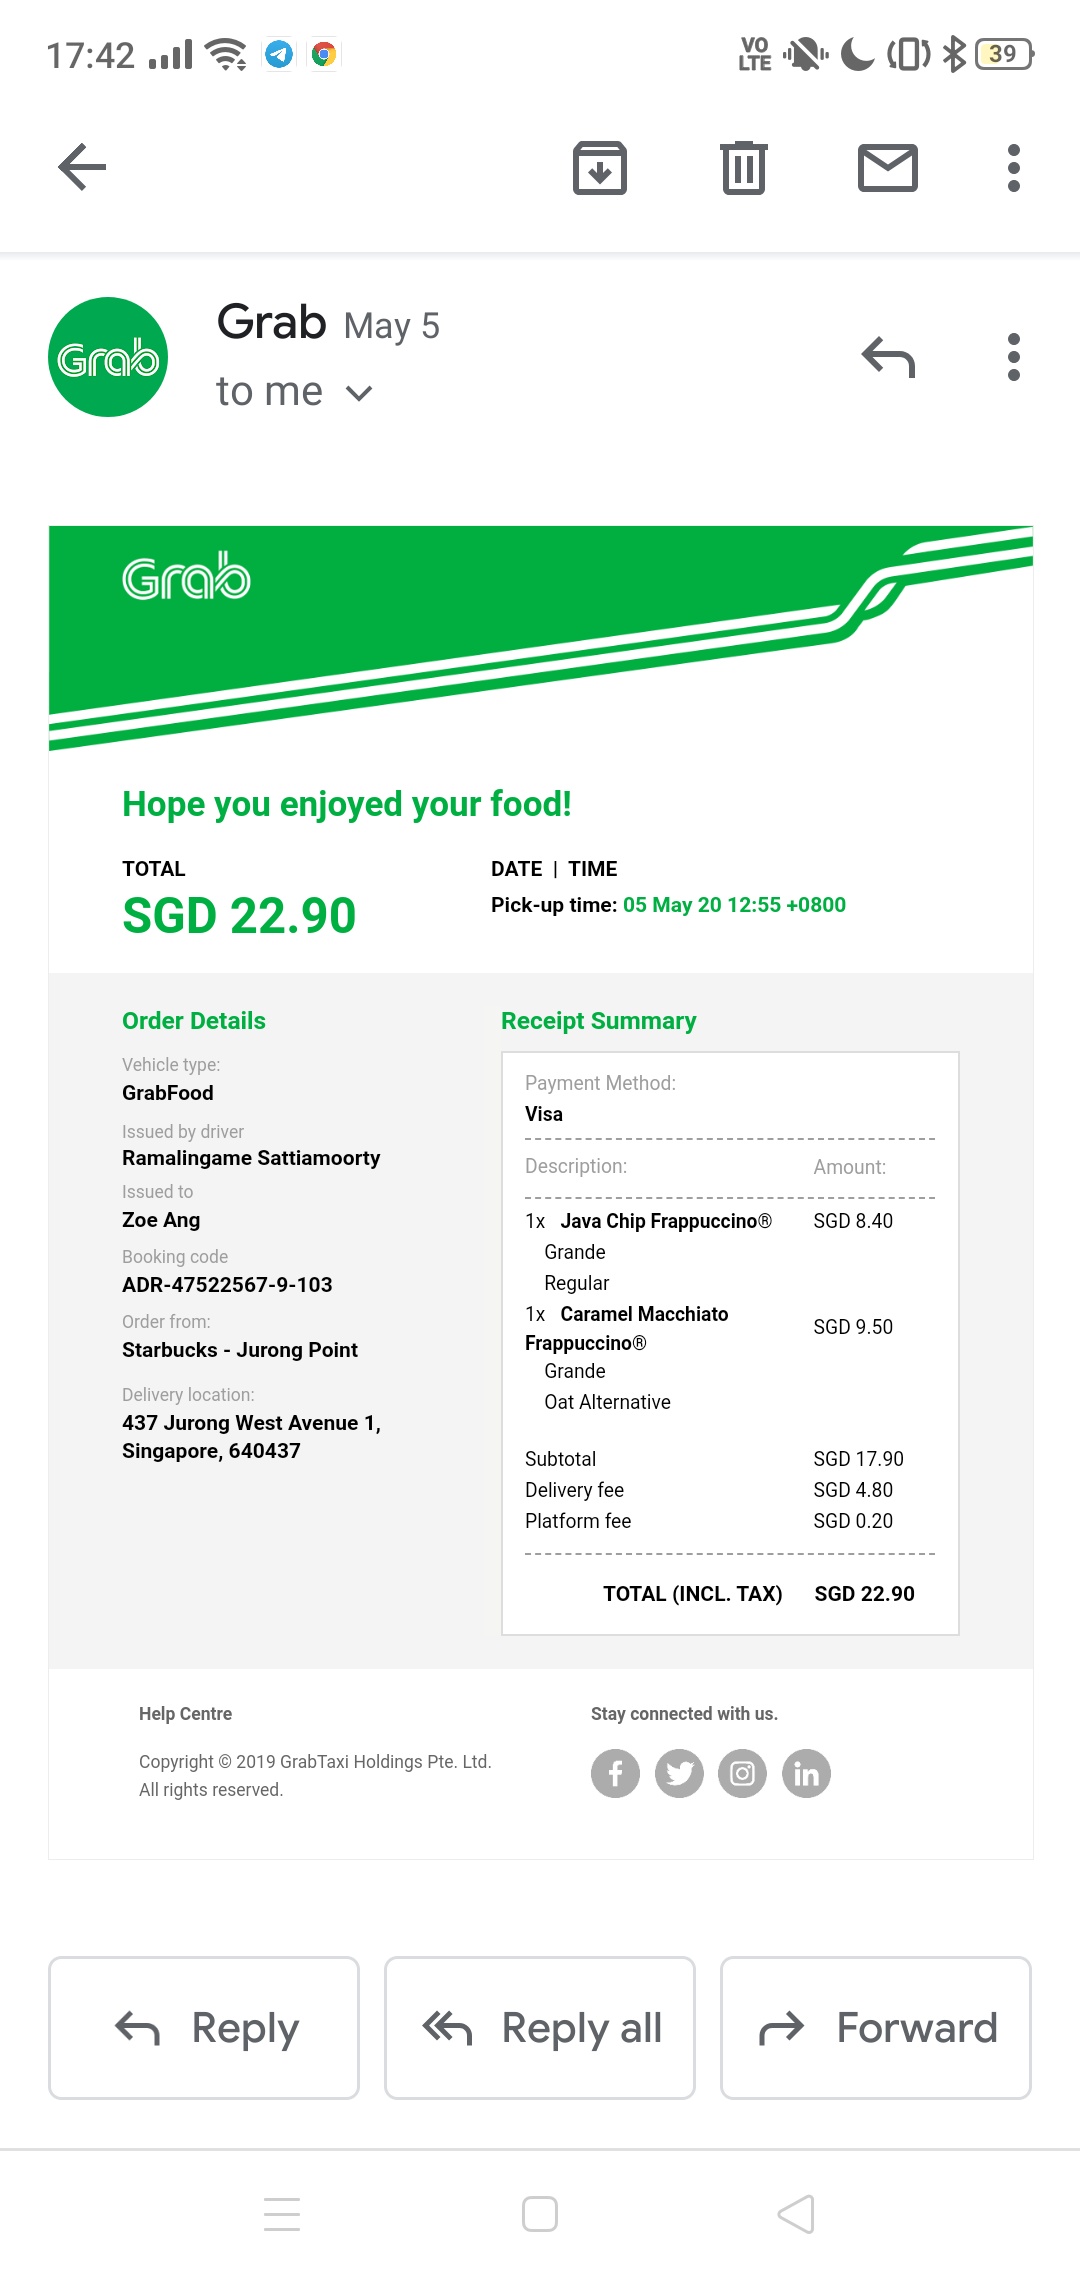 17:42
VO
LTE
39
Grab May 5
Grab
to me
Grab
Hope you enjoyed your food!
TOTAL
SGD 22.90
DATE | TIME
Pick-up time: 05 May 20 12:55 +0800
Order Details
Vehicle type:
GrabFood
Issued by driver
Ramalingame Sattiamoorty
Issued to
Zoe Ang
Booking code
ADR-47522567-9-103
Order from:
Starbucks - Jurong Point
Delivery location:
437 Jurong West Avenue 1,
Singapore, 640437
Receipt Summary
Payment Method:
Visa
Description: Amount:
1x Java Chip Frappuccino® SGD 8.40
Grande
Regular
1x Caramel Macchiato
Frappuccino® SGD 9.50
Grande
Oat Alternative
Subtotal SGD 17.90
Delivery fee SGD 4.80
Platform fee SGD 0.20
TOTAL (INCL. TAX) SGD 22.90
Help Centre
Copyright © 2019 GrabTaxi Holdings Pte. Ltd.
All rights reserved.
Stay connected with us.
Reply
Reply all
Forward